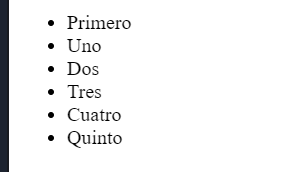 Primero
Uno
Dos
Tres
Cuatro
Quinto